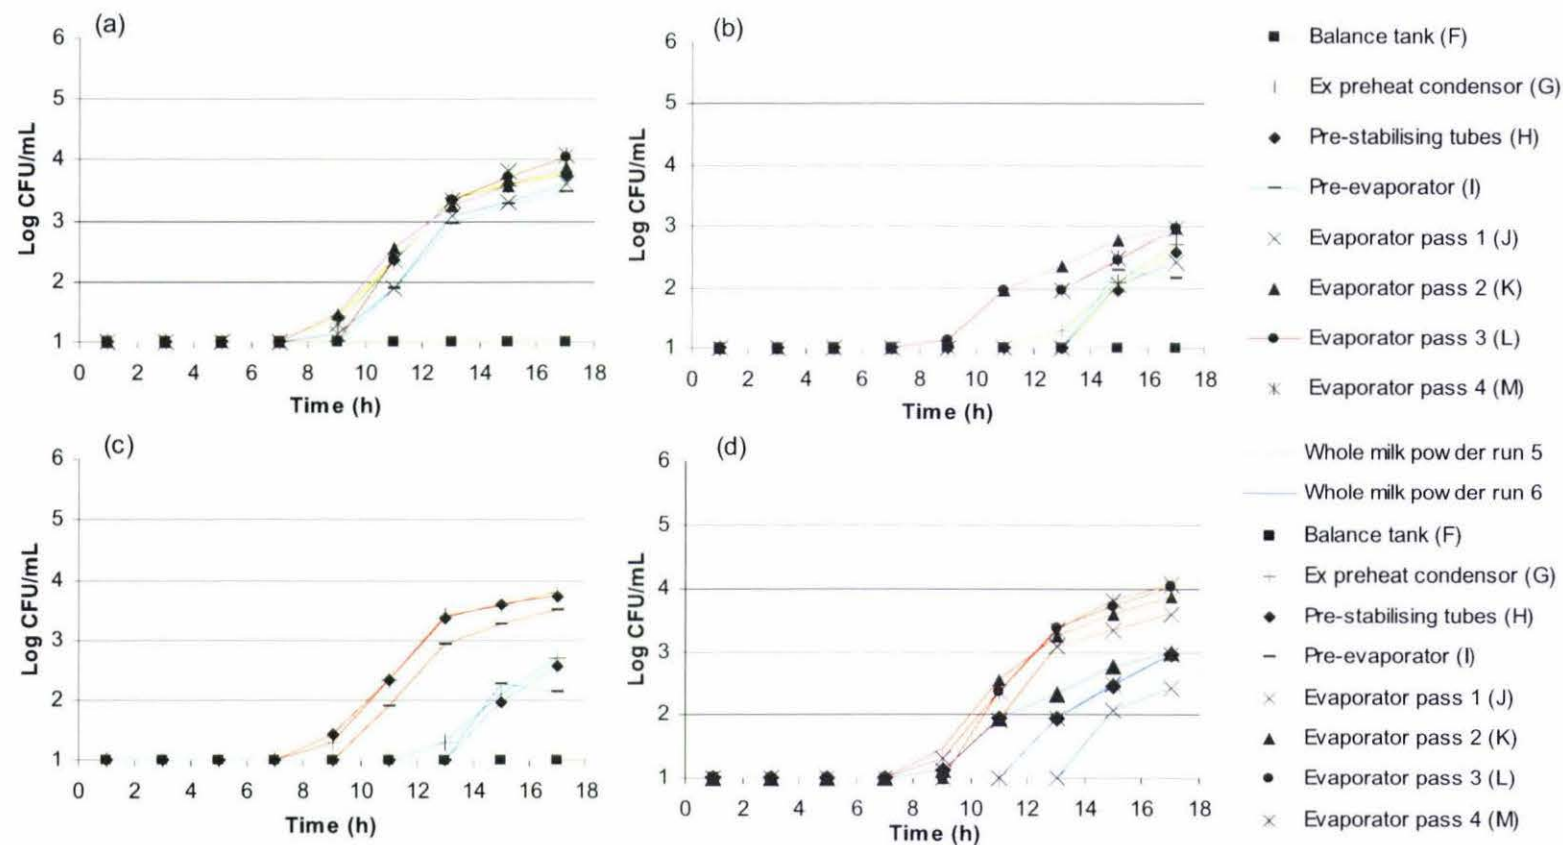 (a)
6
5
4
3
2
1
Log CFU/mL
0 2 4 6 8 10 12 14 16 18
Time (h)
(b)
6
5
4
3
2
1
Log CFU/mL
0 2 4 6 8 10 12 14 16 18
Time (h)
(c)
6
5
4
3
2
1
Log CFU/mL
0 2 4 6 8 10 12 14 16 18
Time (h)
(d)
6
5
4
3
2
1
Log CFU/mL
0 2 4 6 8 10 12 14 16 18
Time (h)
Balance tank (F)
Ex preheat condensor (G)
Pre-stabilising tubes (H)
Pre-evaporator (I)
Evaporator pass 1 (J)
Evaporator pass 2 (K)
Evaporator pass 3 (L)
Evaporator pass 4 (M)
Whole milk pow der run 5
Whole milk pow der run 6
Balance tank (F)
Ex preheat condensor (G)
Pre-stabilising tubes (H)
Pre-evaporator (I)
Evaporator pass 1 (J)
Evaporator pass 2 (K)
Evaporator pass 3 (L)
Evaporator pass 4 (M)